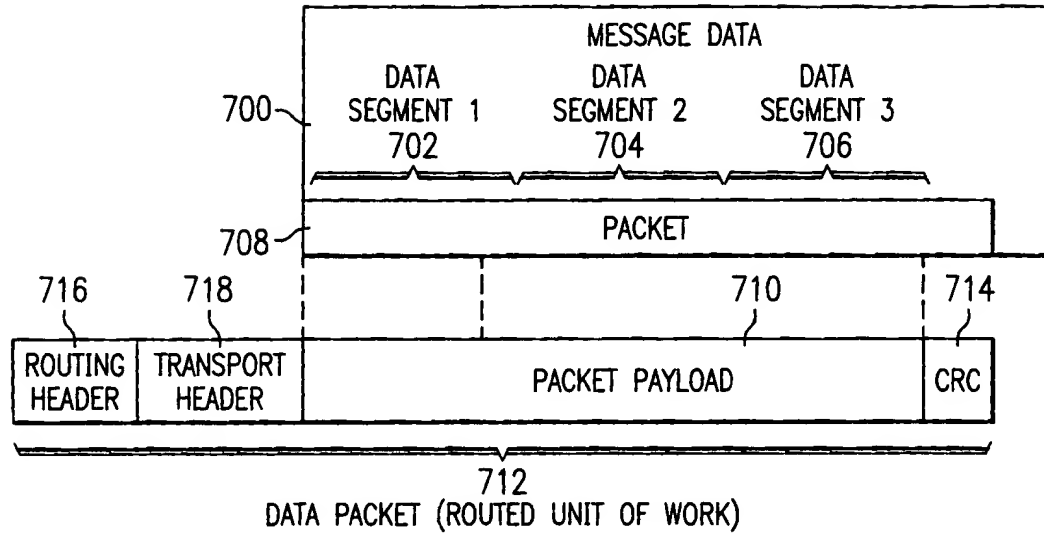 MESSAGE DATA
DATA SEGMENT 1
702
DATA SEGMENT 2
704
DATA SEGMENT 3
706
700
708
PACKET
716
718
710
714
ROUTING HEADER
TRANSPORT HEADER
PACKET PAYLOAD
CRC
712
DATA PACKET (ROUTED UNIT OF WORK)